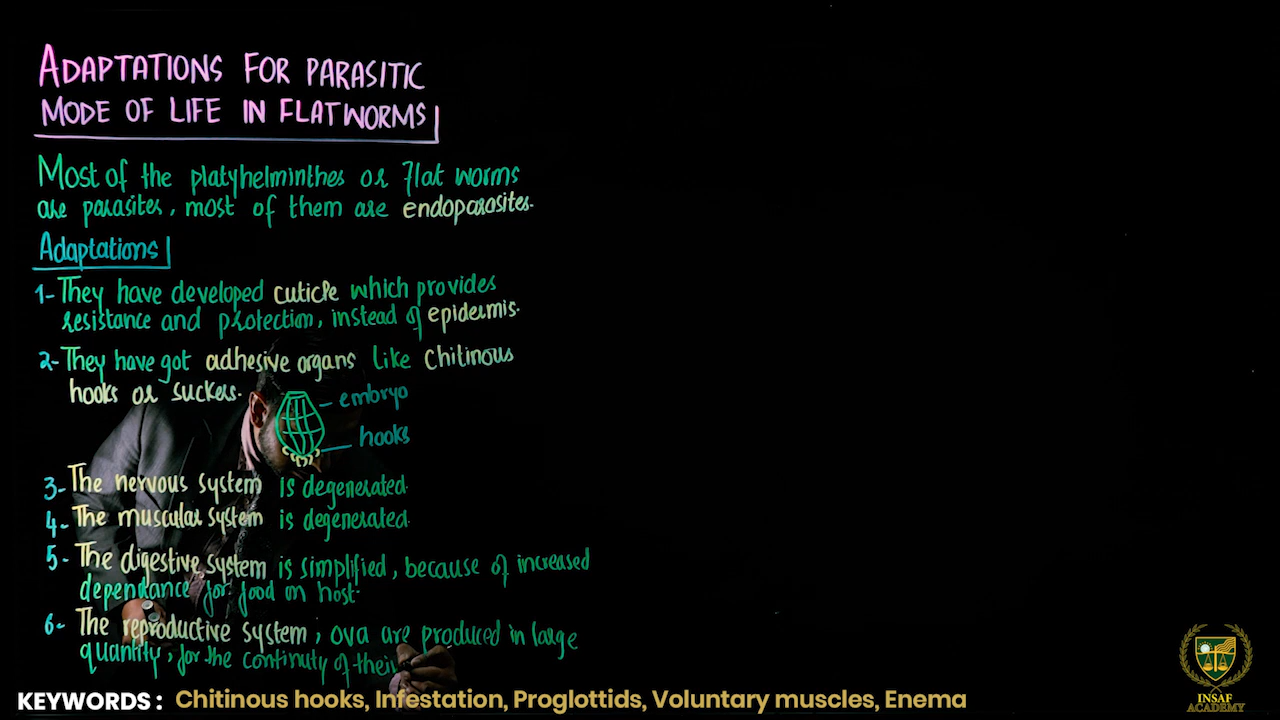 ADAPTATIONS FOR PARASITIC
MODE OF LIFE IN FLATWORMS
Most of the platyhelminthes or Flat worms
are parasites, most of them are endoparasites.
Adaptations
1- They have developed cuticle which provides
resistance and protection, instead of epidermis.
2- They have got adhesive organs like chitinous
hooks or suckers.
embryo
hooks
3- The nervous system is degenerated.
4- The muscular system is degenerated.
5- The digestive system is simplified, because of increased
dependance for food on host.
6- The reproductive system, ova are produced in large
quantity, for the continuity of their
KEYWORDS : Chitinous hooks, Infestation, Proglottids, Voluntary muscles, Enema
INSAF
ACADEMY